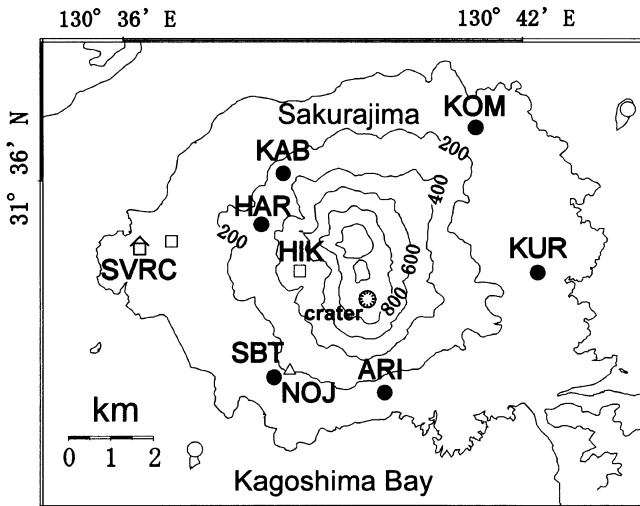 130° 36' E
130° 42' E
31° 36' N
Sakurajima
KOM
200
KAB
400
HAR
200
HIK
600
KUR
SVRC
crater
800
SBT
NOJ
ARI
km
0 1 2
Kagoshima Bay